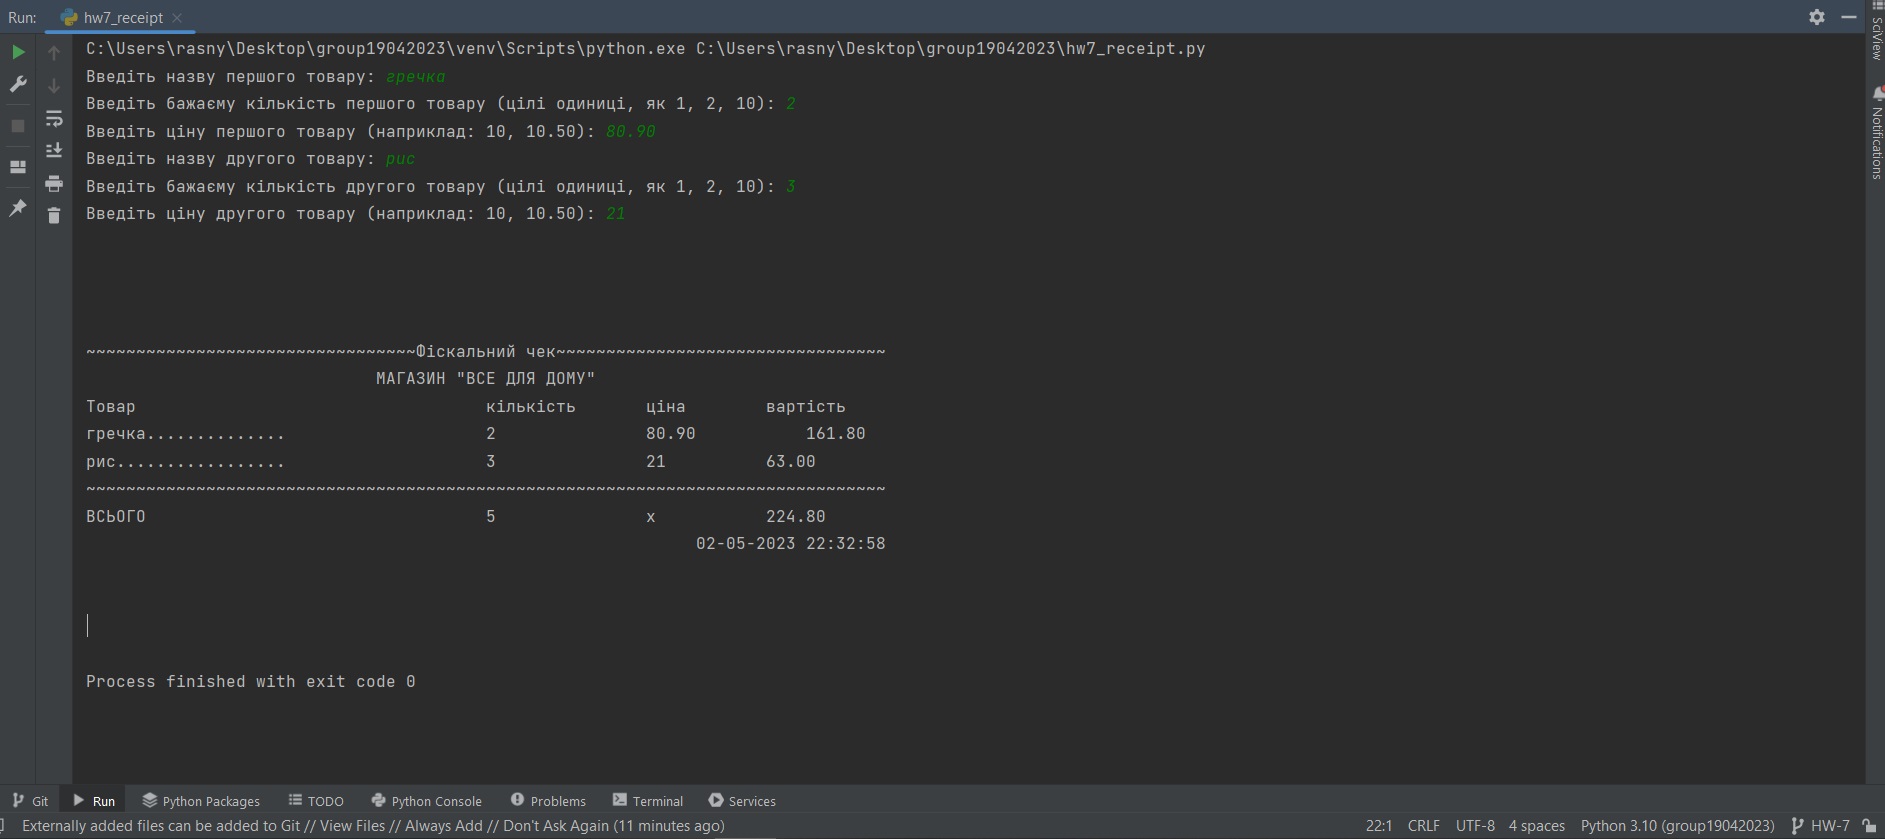 Run: hw7_receipt
C:\Users\rasny\Desktop\group19042023\venv\Scripts\python.exe C:\Users\rasny\Desktop\group19042023\hw7_receipt.py
Введіть назву першого товару: гречка
Введіть бажаєму кількість першого товару (цілі одиниці, як 1, 2, 10): 2
Введіть ціну першого товару (наприклад: 10, 10.50): 80.90
Введіть назву другого товару: рис
Введіть бажаєму кількість другого товару (цілі одиниці, як 1, 2, 10): 3
Введіть ціну другого товару (наприклад: 10, 10.50): 21
~~~~~~~~~~~~~~~~~~~~~~~~~~~~~~~~~Фіскальний чек~~~~~~~~~~~~~~~~~~~~~~~~~~~~~~~~~
МАГАЗИН "ВСЕ ДЛЯ ДОМУ"
Товар кількість ціна вартість
гречка.............. 2 80.90 161.80
рис................. 3 21 63.00
~~~~~~~~~~~~~~~~~~~~~~~~~~~~~~~~~~~~~~~~~~~~~~~~~~~~~~~~~~~~~~~~~~~~~~~~~~~~~~~~
ВСЬОГО 5 x 224.80
02-05-2023 22:32:58
Process finished with exit code 0
SciView
Notifications
Git Run Python Packages TODO Python Console Problems Terminal Services
Externally added files can be added to Git // View Files // Always Add // Don't Ask Again (11 minutes ago) 22:1 CRLF UTF-8 4 spaces Python 3.10 (group19042023) HW-7